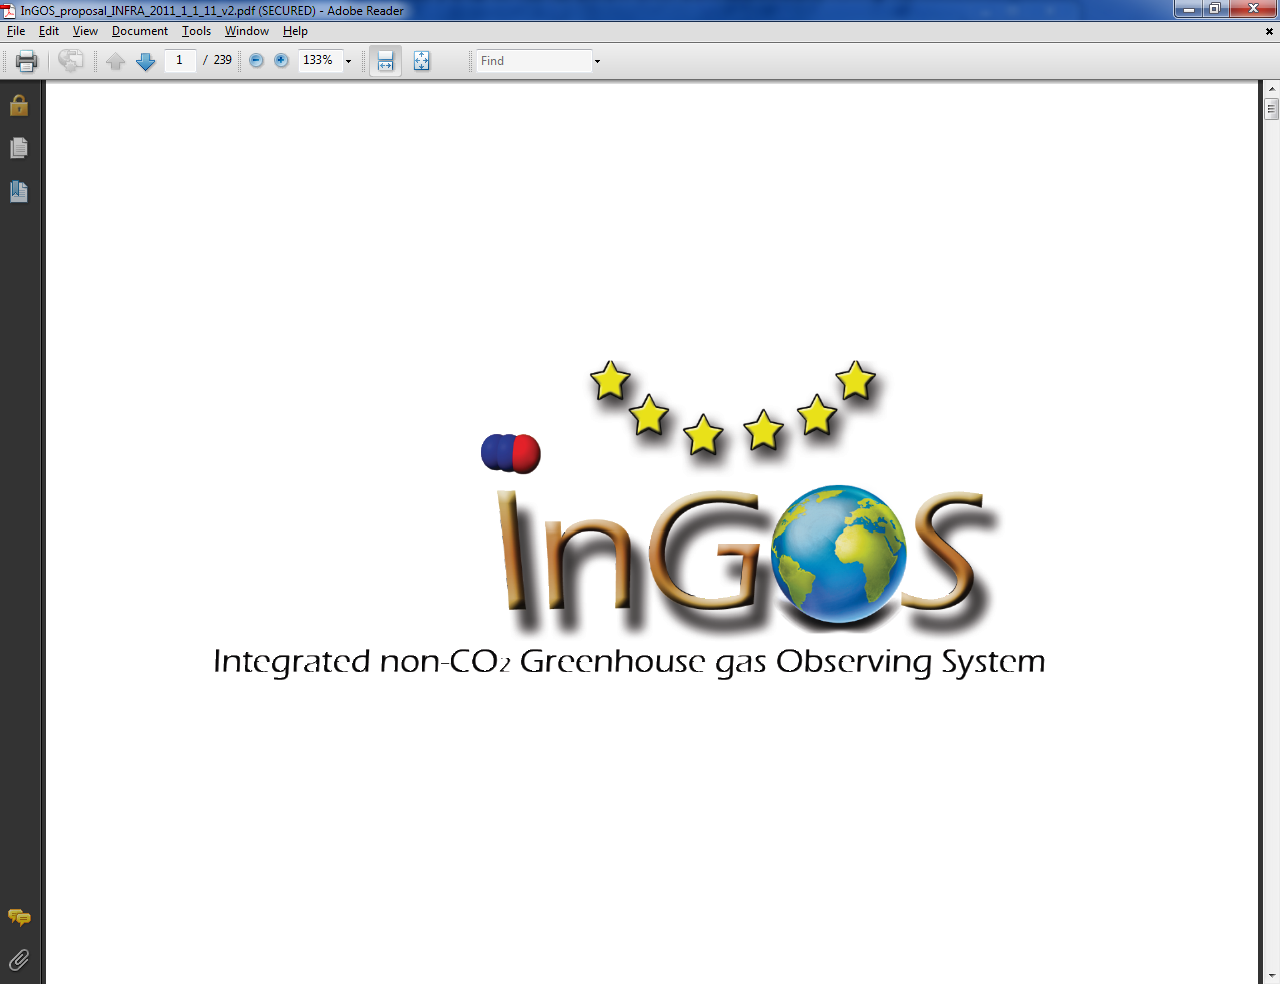 InGOS_proposal_INFRA_2011_1_1_11_v2.pdf (SECURED) - Adobe Reader
File Edit View Document Tools Window Help
1 / 239 133% Find
InGOS
Integrated non-CO2 Greenhouse gas Observing System